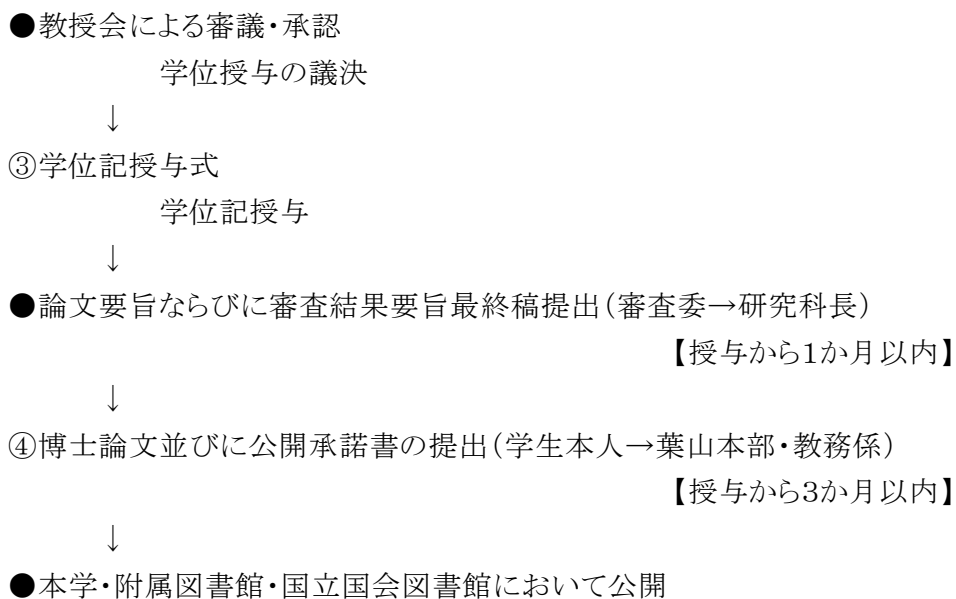 ●教授会による審議・承認
学位授与の議決
↓
③学位記授与式
学位記授与
↓
●論文要旨ならびに審査結果要旨最終稿提出(審査委→研究科長)
【授与から1か月以内】
↓
④博士論文並びに公開承諾書の提出(学生本人→葉山本部・教務係)
【授与から3か月以内】
↓
●本学・附属図書館・国立国会図書館において公開